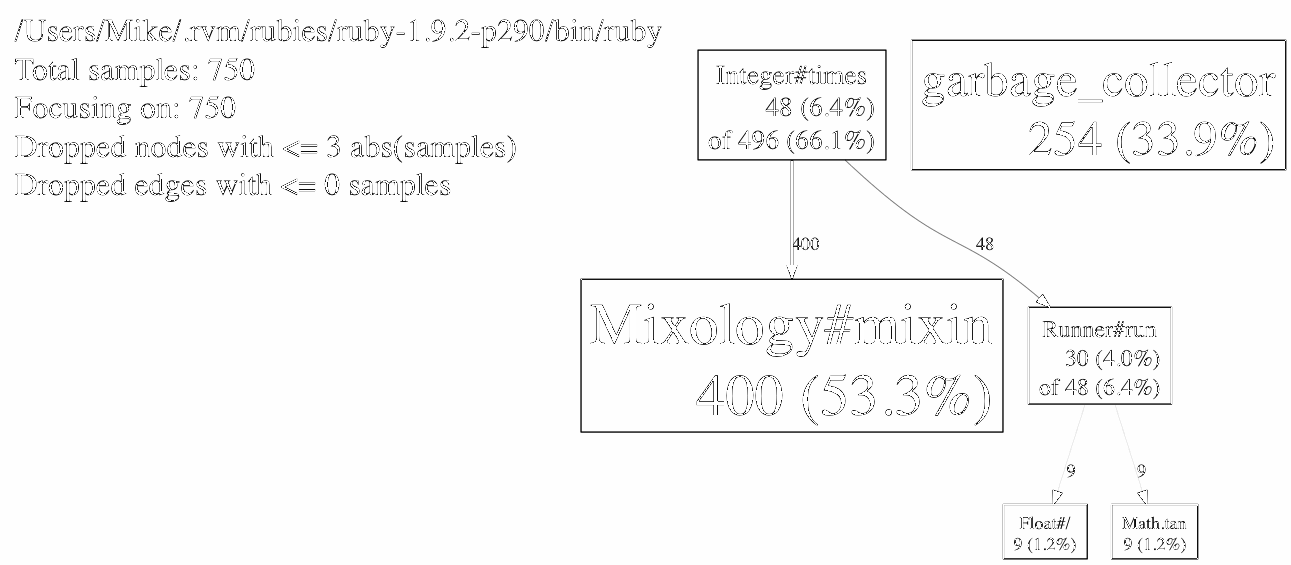 /Users/Mike/.rvm/rubies/ruby-1.9.2-p290/bin/ruby
Total samples: 750
Focusing on: 750
Dropped nodes with <= 3 abs(samples)
Dropped edges with <= 0 samples
Integer#times
48 (6.4%)
of 496 (66.1%)
garbage_collector
254 (33.9%)
400
48
Mixology#mixin
400 (53.3%)
Runner#run
30 (4.0%)
of 48 (6.4%)
9
9
Float#/
9 (1.2%)
Math.tan
9 (1.2%)